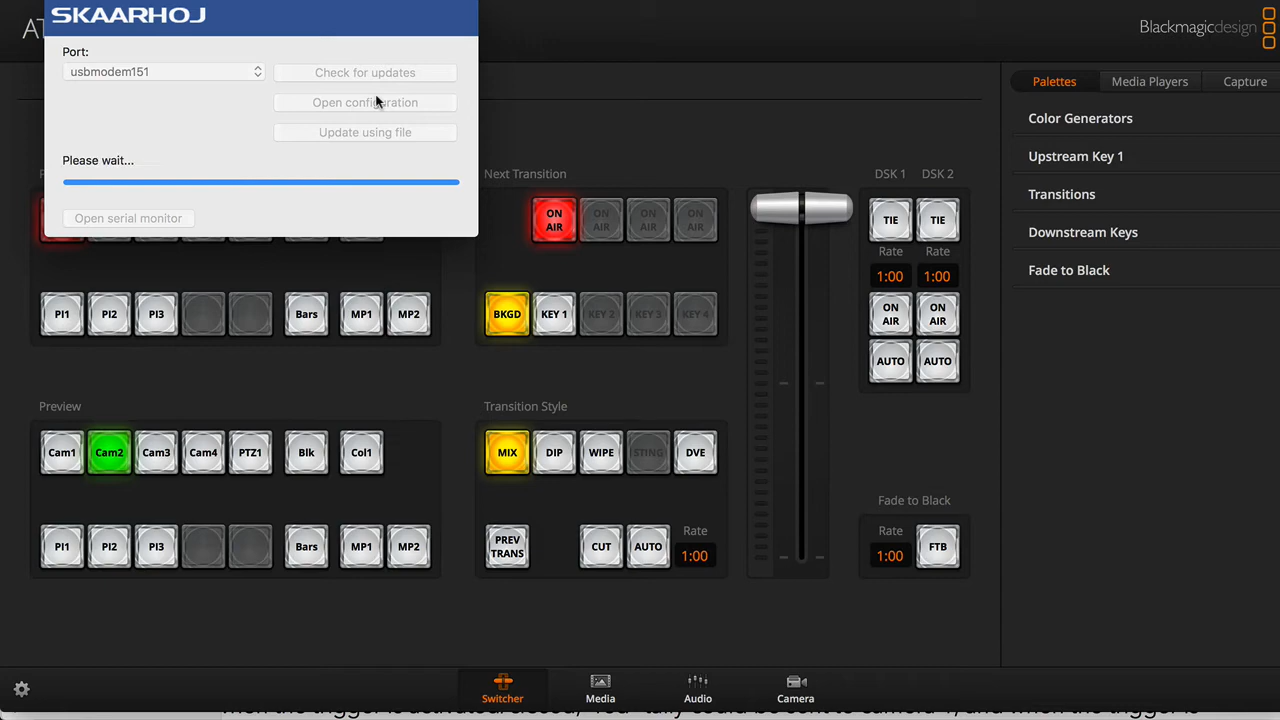 SKAARHOJ
AT
Blackmagicdesign
Port:
usbmodem151
Check for updates
Open configuration
Update using file
Please wait...
Open serial monitor
Palettes
Media Players
Capture
Color Generators
Upstream Key 1
Transitions
Downstream Keys
Fade to Black
Next Transition
ON AIR
ON AIR
ON AIR
ON AIR
BKGD
KEY 1
KEY 2
KEY 3
KEY 4
PI1
PI2
PI3
Bars
MP1
MP2
DSK 1
DSK 2
TIE
TIE
Rate
Rate
1:00
1:00
ON AIR
ON AIR
AUTO
AUTO
Preview
Cam1
Cam2
Cam3
Cam4
PTZ1
Blk
Col1
PI1
PI2
PI3
Bars
MP1
MP2
Transition Style
MIX
DIP
WIPE
STING
DVE
PREV TRANS
CUT
AUTO
Rate
1:00
Fade to Black
Rate
1:00
FTB
Switcher
Media
Audio
Camera